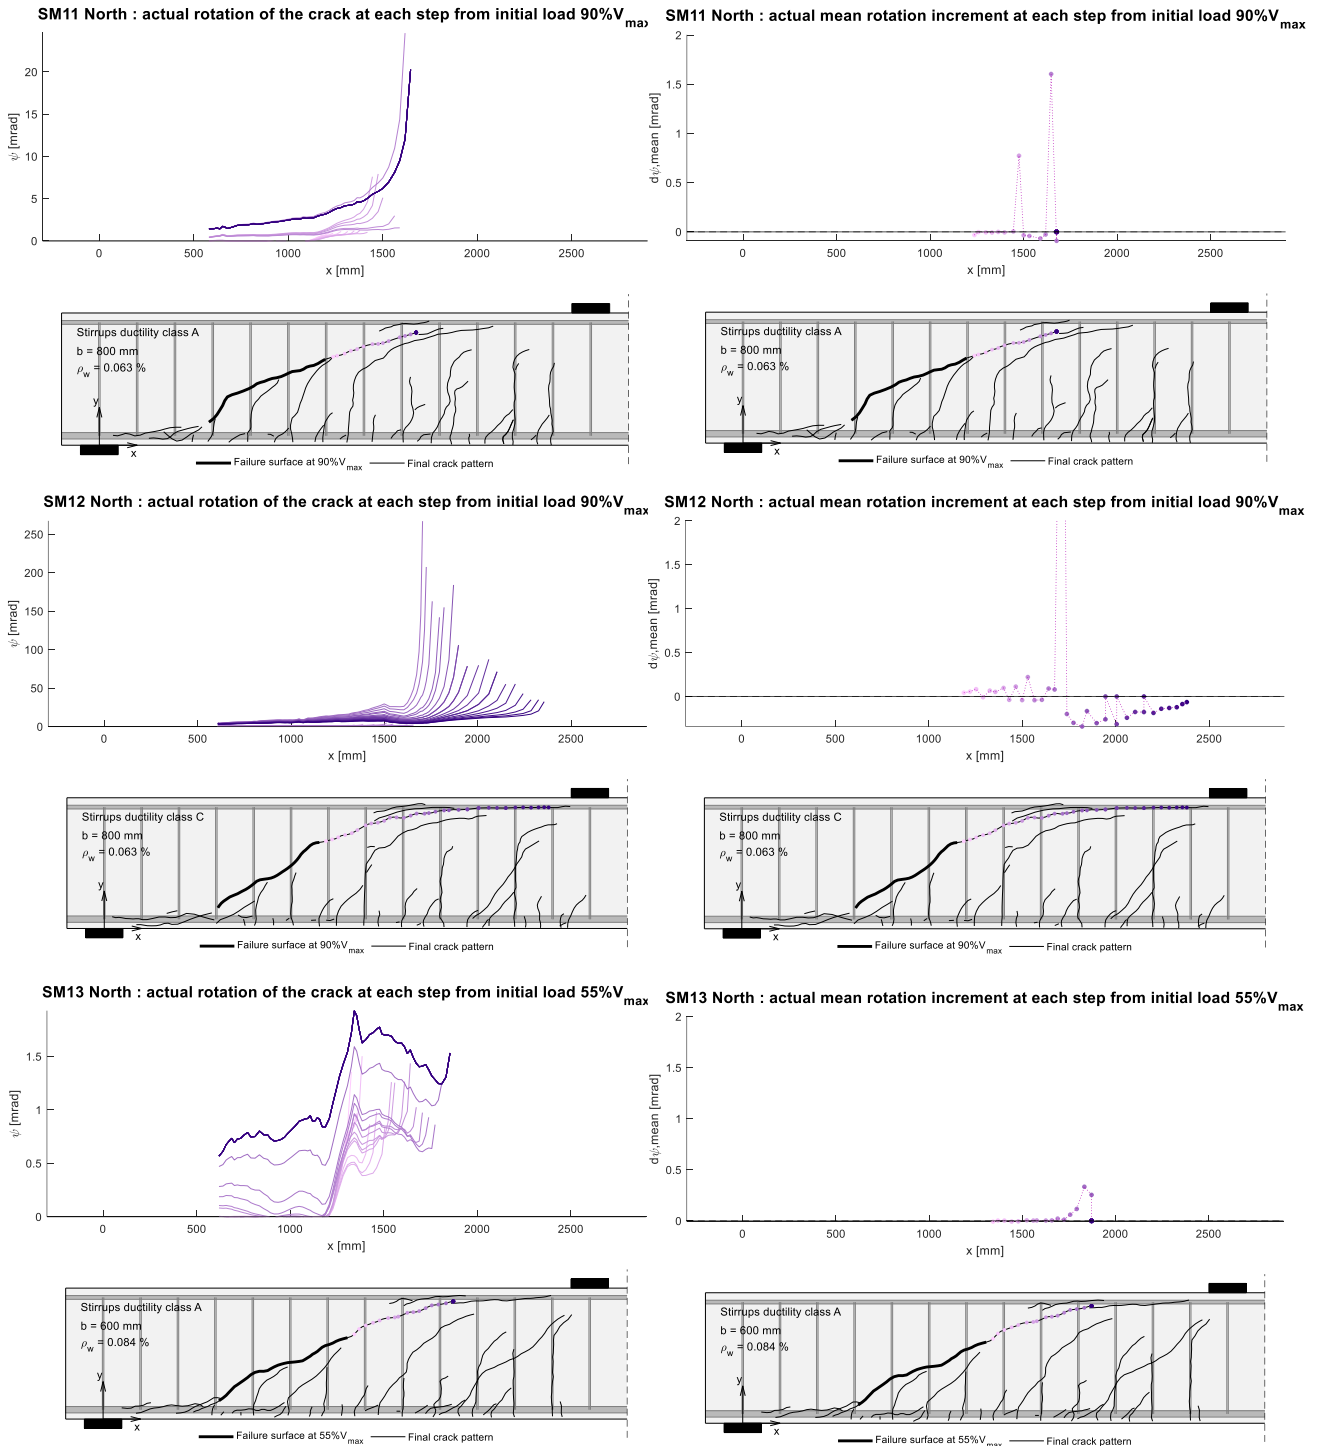 SM11 North : actual rotation of the crack at each step from initial load 90%Vmax
20
15
10
5
0
ψ [mrad]
0 500 1000 1500 2000 2500
x [mm]
Stirrups ductility class A
b = 800 mm
ρw = 0.063 %
y
x
Failure surface at 90%Vmax
Final crack pattern
SM11 North : actual mean rotation increment at each step from initial load 90%Vmax
2
1.5
1
0.5
0
dψ,mean [mrad]
0 500 1000 1500 2000 2500
x [mm]
Stirrups ductility class A
b = 800 mm
ρw = 0.063 %
y
x
Failure surface at 90%Vmax
Final crack pattern
SM12 North : actual rotation of the crack at each step from initial load 90%Vmax
250
200
150
100
50
0
ψ [mrad]
0 500 1000 1500 2000 2500
x [mm]
Stirrups ductility class C
b = 800 mm
ρw = 0.063 %
y
x
Failure surface at 90%Vmax
Final crack pattern
SM12 North : actual mean rotation increment at each step from initial load 90%Vmax
2
1.5
1
0.5
0
dψ,mean [mrad]
0 500 1000 1500 2000 2500
x [mm]
Stirrups ductility class C
b = 800 mm
ρw = 0.063 %
y
x
Failure surface at 90%Vmax
Final crack pattern
SM13 North : actual rotation of the crack at each step from initial load 55%Vmax
1.5
1
0.5
0
ψ [mrad]
0 500 1000 1500 2000 2500
x [mm]
Stirrups ductility class A
b = 600 mm
ρw = 0.084 %
y
x
Failure surface at 55%Vmax
Final crack pattern
SM13 North : actual mean rotation increment at each step from initial load 55%Vmax
2
1.5
1
0.5
0
dψ,mean [mrad]
0 500 1000 1500 2000 2500
x [mm]
Stirrups ductility class A
b = 600 mm
ρw = 0.084 %
y
x
Failure surface at 55%Vmax
Final crack pattern